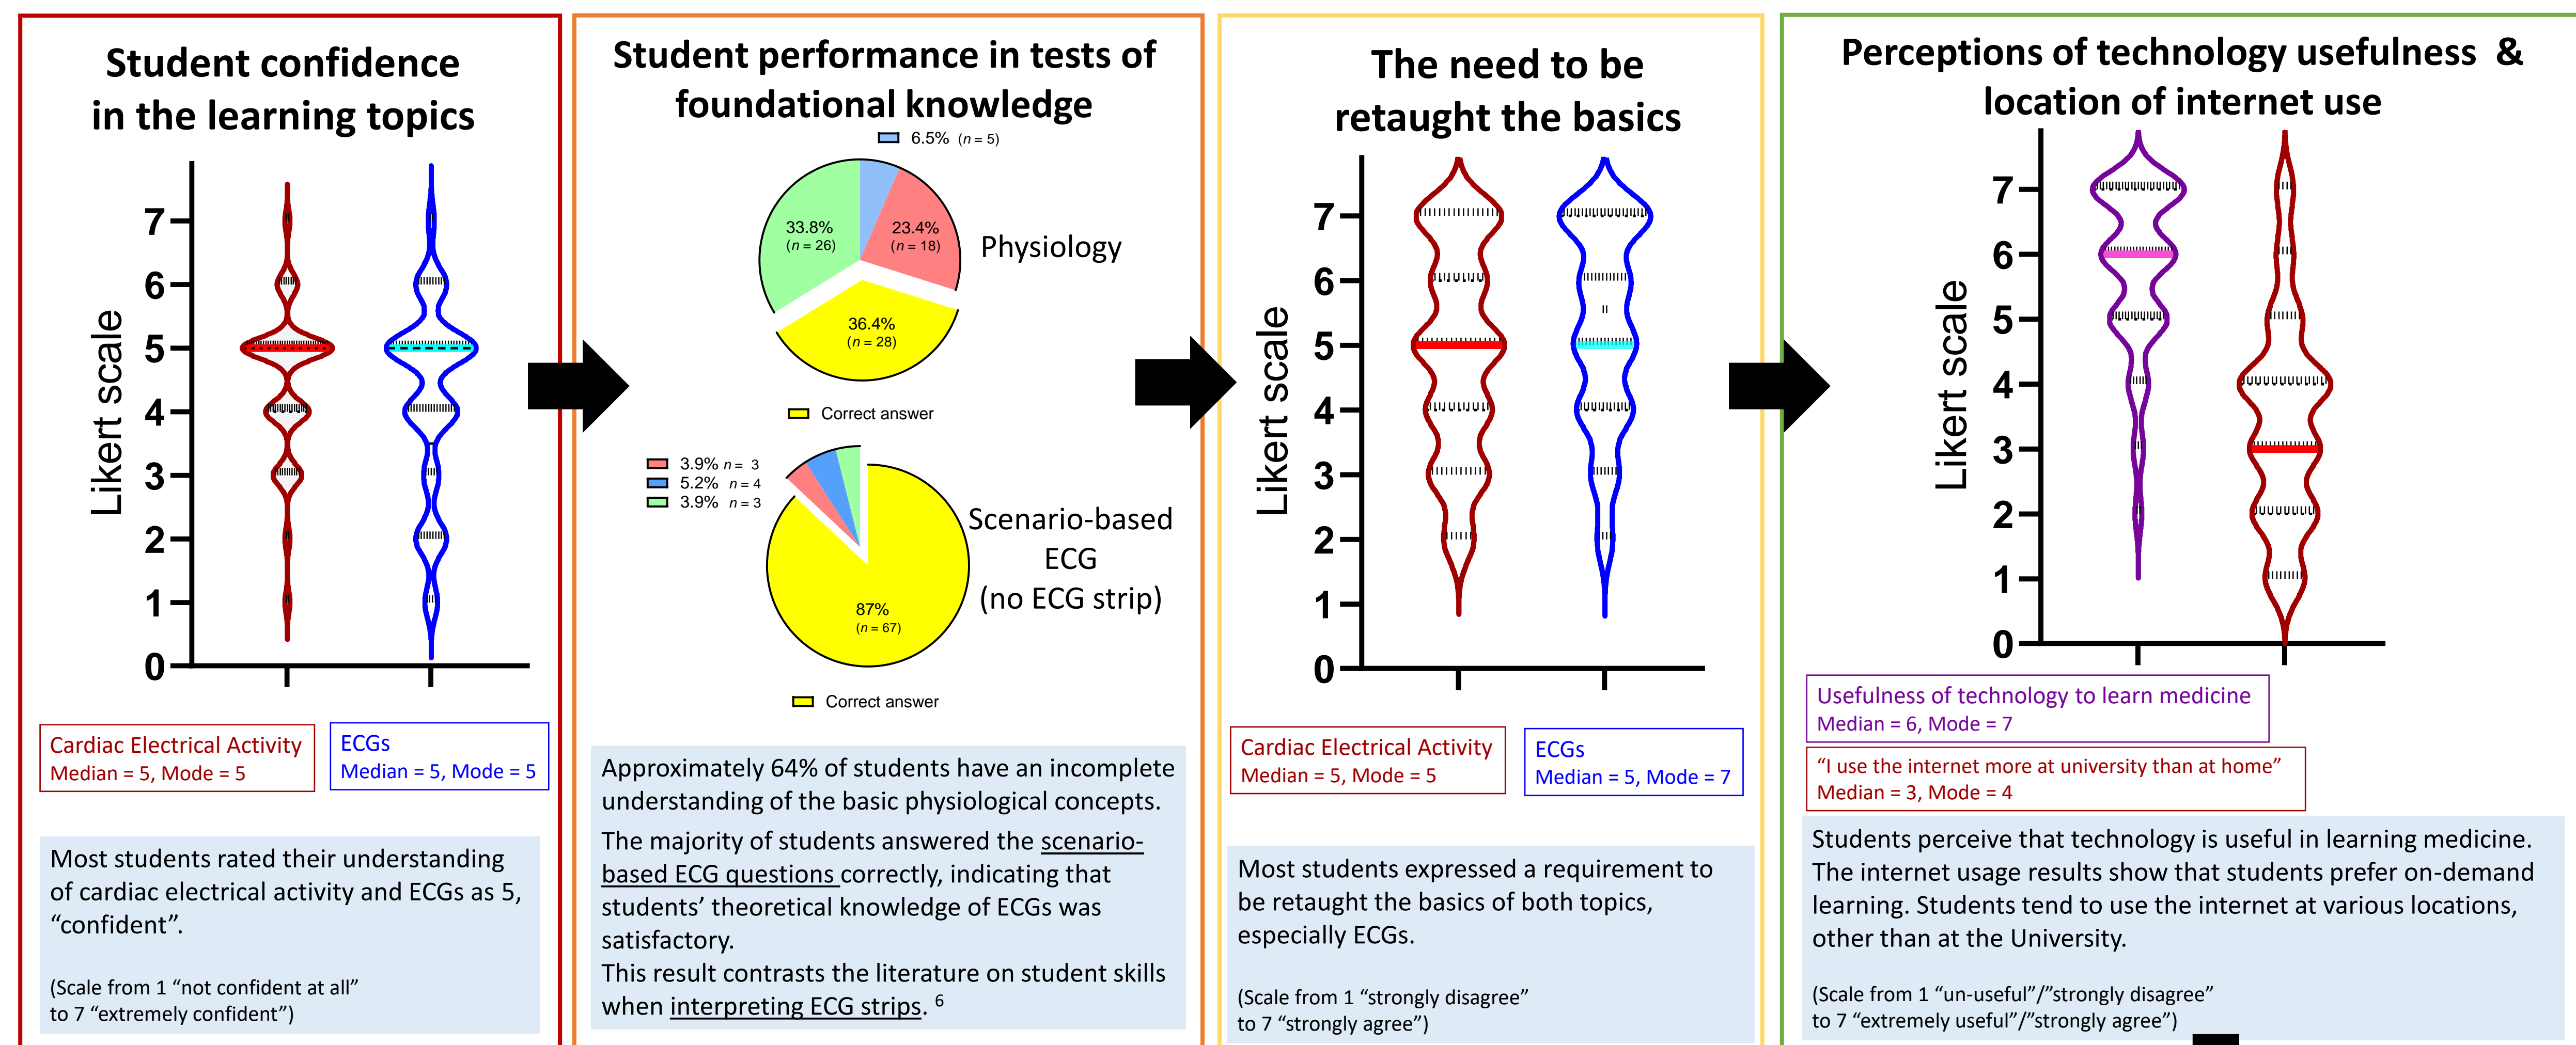 Student confidence
in the learning topics
Likert scale
7
6
5
4
3
2
1
0
Cardiac Electrical Activity
Median = 5, Mode = 5
ECGs
Median = 5, Mode = 5
Most students rated their understanding
of cardiac electrical activity and ECGs as 5,
“confident”.
(Scale from 1 “not confident at all”
to 7 “extremely confident”)
Student performance in tests of
foundational knowledge
6.5% (n = 5)
33.8%
(n = 26)
23.4%
(n = 18)
36.4%
(n = 28)
Physiology
Correct answer
3.9% n = 3
5.2% n = 4
3.9% n = 3
87%
(n = 67)
Scenario-based
ECG
(no ECG strip)
Correct answer
Approximately 64% of students have an incomplete
understanding of the basic physiological concepts.
The majority of students answered the scenario-
based ECG questions correctly, indicating that
students’ theoretical knowledge of ECGs was
satisfactory.
This result contrasts the literature on student skills
when interpreting ECG strips. 6
The need to be
retaught the basics
Likert scale
7
6
5
4
3
2
1
0
Cardiac Electrical Activity
Median = 5, Mode = 5
ECGs
Median = 5, Mode = 7
Most students expressed a requirement to
be retaught the basics of both topics,
especially ECGs.
(Scale from 1 “strongly disagree”
to 7 “strongly agree”)
Perceptions of technology usefulness &
location of internet use
Likert scale
7
6
5
4
3
2
1
0
Usefulness of technology to learn medicine
Median = 6, Mode = 7
“I use the internet more at university than at home”
Median = 3, Mode = 4
Students perceive that technology is useful in learning medicine.
The internet usage results show that students prefer on-demand
learning. Students tend to use the internet at various locations,
other than at the University.
(Scale from 1 “un-useful”/”strongly disagree”
to 7 “extremely useful”/”strongly agree”)